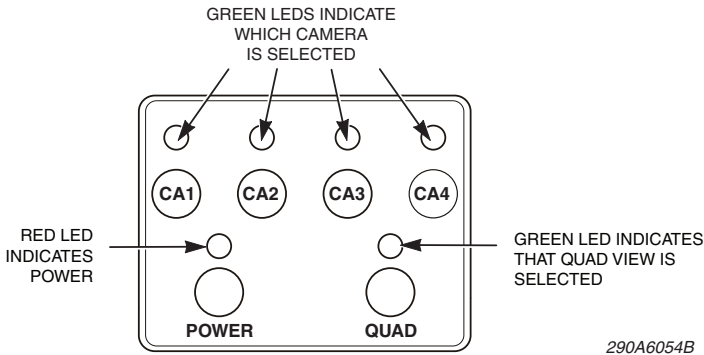 GREEN LEDS INDICATE
WHICH CAMERA
IS SELECTED
CA1 CA2 CA3 CA4
RED LED
INDICATES
POWER
GREEN LED INDICATES
THAT QUAD VIEW IS
SELECTED
POWER QUAD
290A6054B